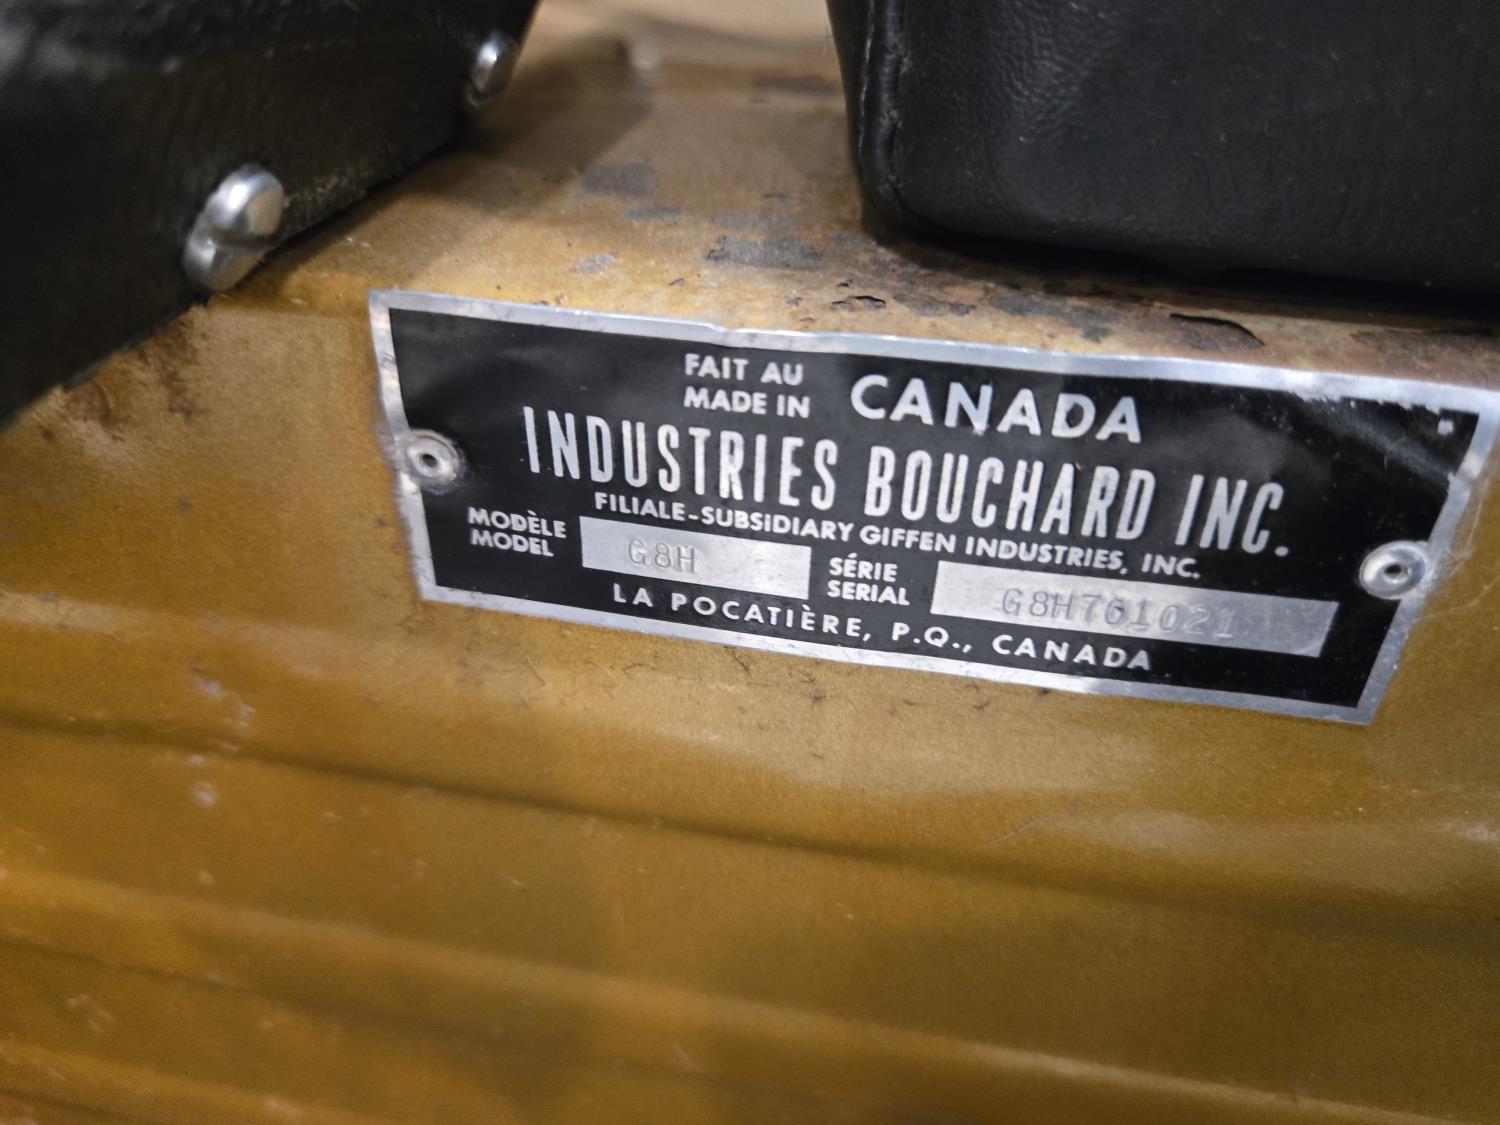 FAIT AU
MADE IN CANADA
INDUSTRIES BOUCHARD INC.
FILIALE-SUBSIDIARY GIFFEN INDUSTRIES, INC.
MODÈLE
MODEL G8H
SÉRIE
SERIAL G8H761021
LA POCATIÈRE, P.Q., CANADA